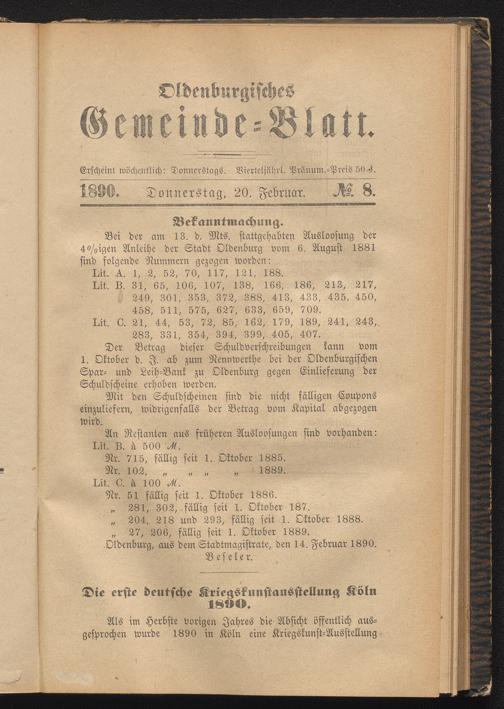 Oldenburgisches
Gemeinde=Blatt.
Erscheint wöchentlich: Donnerstags. Vierteljährl. Pränum.=Preis 50 ₰.
1890. Donnerstag, 20. Februar. № 8.
Bekanntmachung.
Bei der am 13. d. Mts. stattgehabten Ausloosung der
4%igen Anleihe der Stadt Oldenburg vom 6. August 1881
sind folgende Nummern gezogen worden:
Lit. A. 1, 2, 52, 70, 117, 121, 188.
Lit. B. 31, 65, 106, 107, 138, 166, 186, 213, 217,
249, 301, 353, 372, 388, 413, 433, 435, 450,
458, 511, 575, 627, 633, 659, 709.
Lit. C. 21, 44, 53, 72, 85, 162, 179, 189, 241, 243,
283, 331, 354, 394, 399, 405, 407.
Der Betrag dieser Schuldverschreibungen kann vom
1. Oktober d. J. ab zum Nennwerthe bei der Oldenburgischen
Spar= und Leih=Bank zu Oldenburg gegen Einlieferung der
Schuldscheine erhoben werden.
Mit den Schuldscheinen sind die nicht fälligen Coupons
einzuliefern, widrigenfalls der Betrag vom Kapital abgezogen
wird.
An Restanten aus früheren Ausloosungen sind vorhanden:
Lit. B. à 500 ℳ.
Nr. 715, fällig seit 1. Oktober 1885.
Nr. 102, „ „ „ „ 1889.
Lit. C. à 100 ℳ.
Nr. 51 fällig seit 1. Oktober 1886.
„ 281, 302, fällig seit 1. Oktober 187.
„ 204, 218 und 293, fällig seit 1. Oktober 1888.
„ 27, 206, fällig seit 1. Oktober 1889.
Oldenburg, aus dem Stadtmagistrate, den 14. Februar 1890.
Beseler.
Die erste deutsche Kriegskunstausstellung Köln
1890.
Als im Herbste vorigen Jahres die Absicht öffentlich aus=
gesprochen wurde 1890 in Köln eine Kriegskunst=Ausstellung